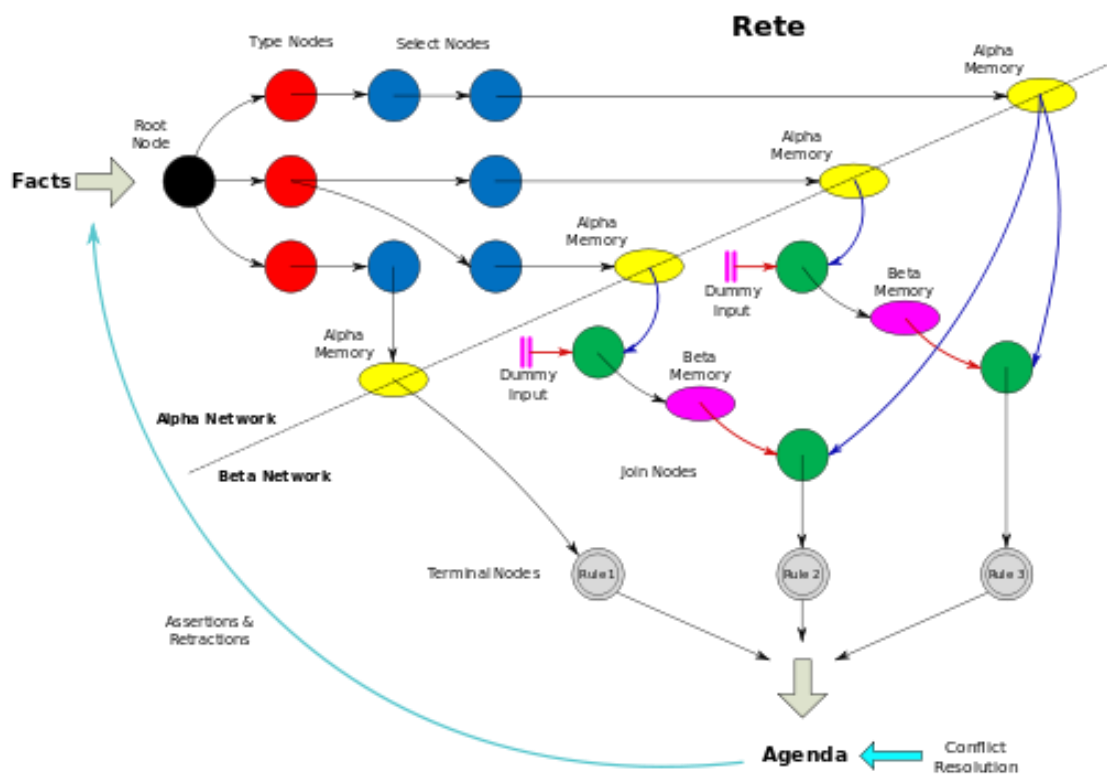 Rete
Type Nodes
Select Nodes
Alpha
Memory
Root
Node
Alpha
Memory
Facts
Alpha
Memory
Dummy
Input
Beta
Memory
Alpha
Memory
Dummy
Input
Beta
Memory
Alpha Network
Beta Network
Join Nodes
Terminal Nodes
Rule1
Rule 2
Rule 3
Assertions &
Retractions
Agenda
Conflict
Resolution